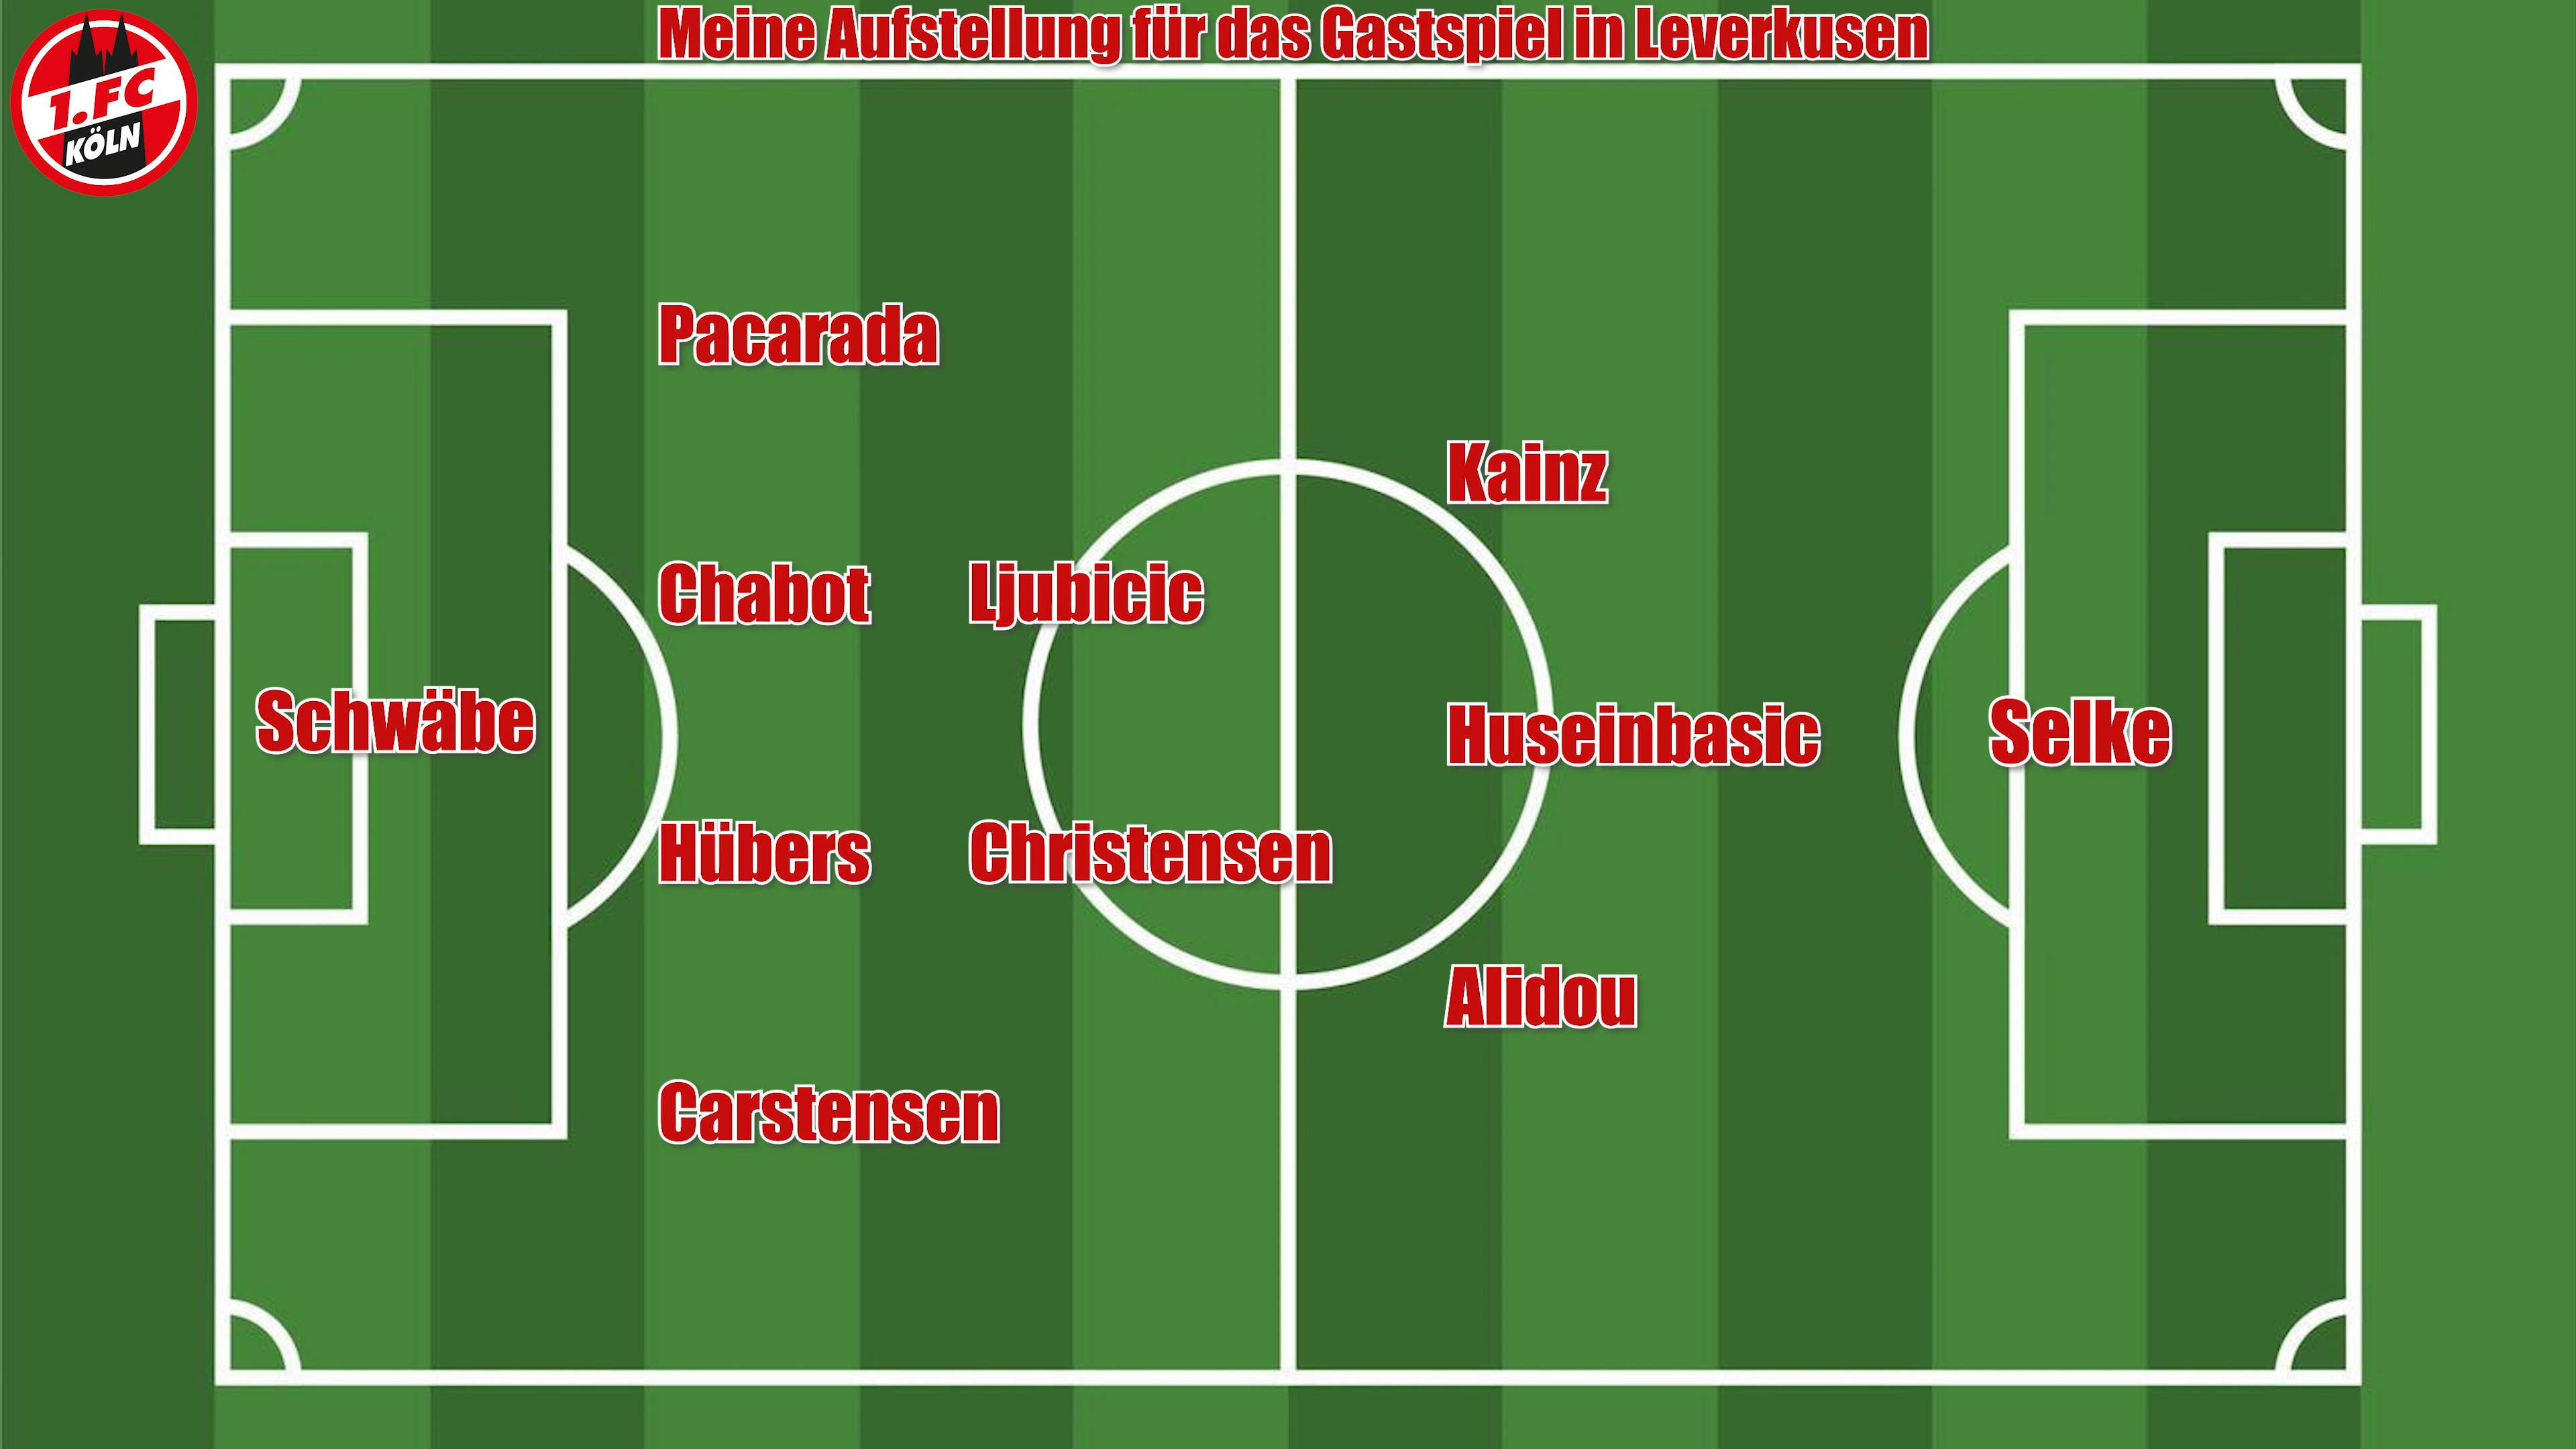 Meine Aufstellung für das Gastspiel in Leverkusen
1.FC
KÖLN
Pacarada
Kainz
Chabot
Ljubicic
Schwäbe
Huseinbasic
Selke
Hübers
Christensen
Alidou
Carstensen